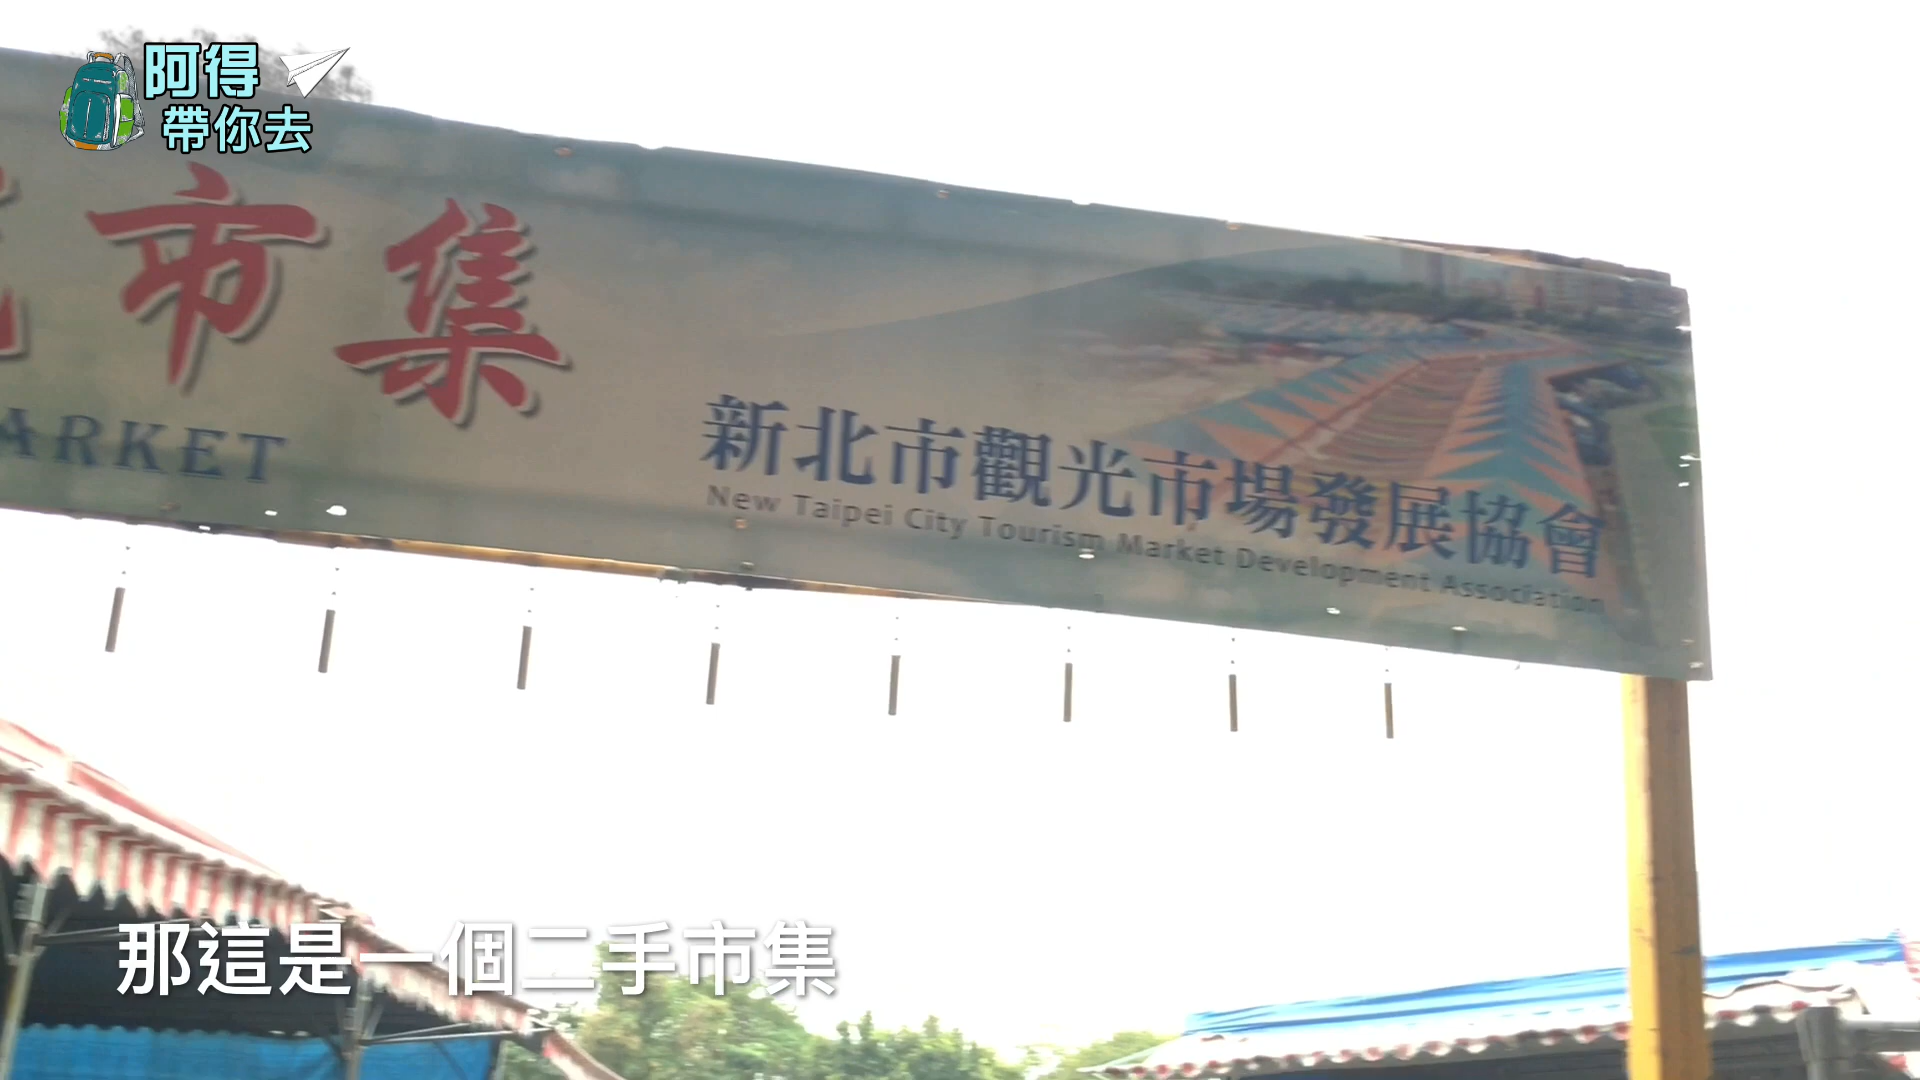 阿得
帶你去
市集
MARKET
新北市觀光市場發展協會
New Taipei City Tourism Market Development Association
那這是一個二手市集